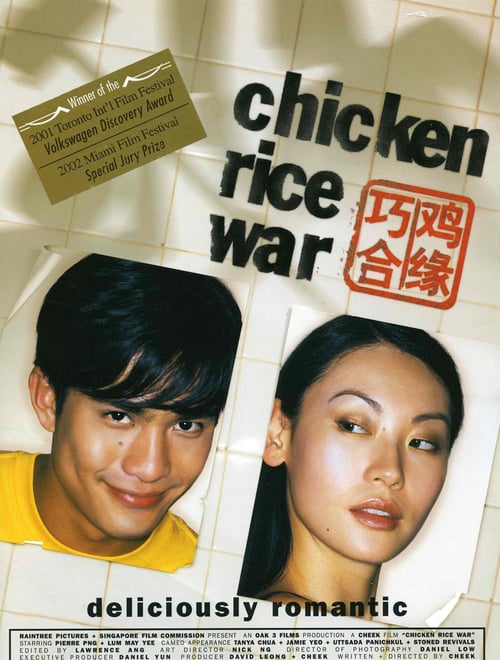 Winner of the
2001 Toronto Int'l Film Festival
Volkswagen Discovery Award
2002 Miami Film Festival
Special Jury Prize
chicken
rice
war
鸡缘
巧合
deliciously romantic
RAINTREE PICTURES + SINGAPORE FILM COMMISSION PRESENT AN OAK 3 FILMS PRODUCTION A CHEEK FILM "CHICKEN RICE WAR"
STARRING PIERRE PNG + LUM MAY YEE CAMEO APPEARANCE TANYA CHUA + JAMIE YEO + UTTSADA PANICHKUL + STONED REVIVALS
EDITED BY LAWRENCE ANG ART DIRECTOR NICK NG DIRECTOR OF PHOTOGRAPHY DANIEL LOW
EXECUTIVE PRODUCER DANIEL YUN PRODUCER DAVID LEONG + CHEEK WRITTEN + DIRECTED BY CHEEK